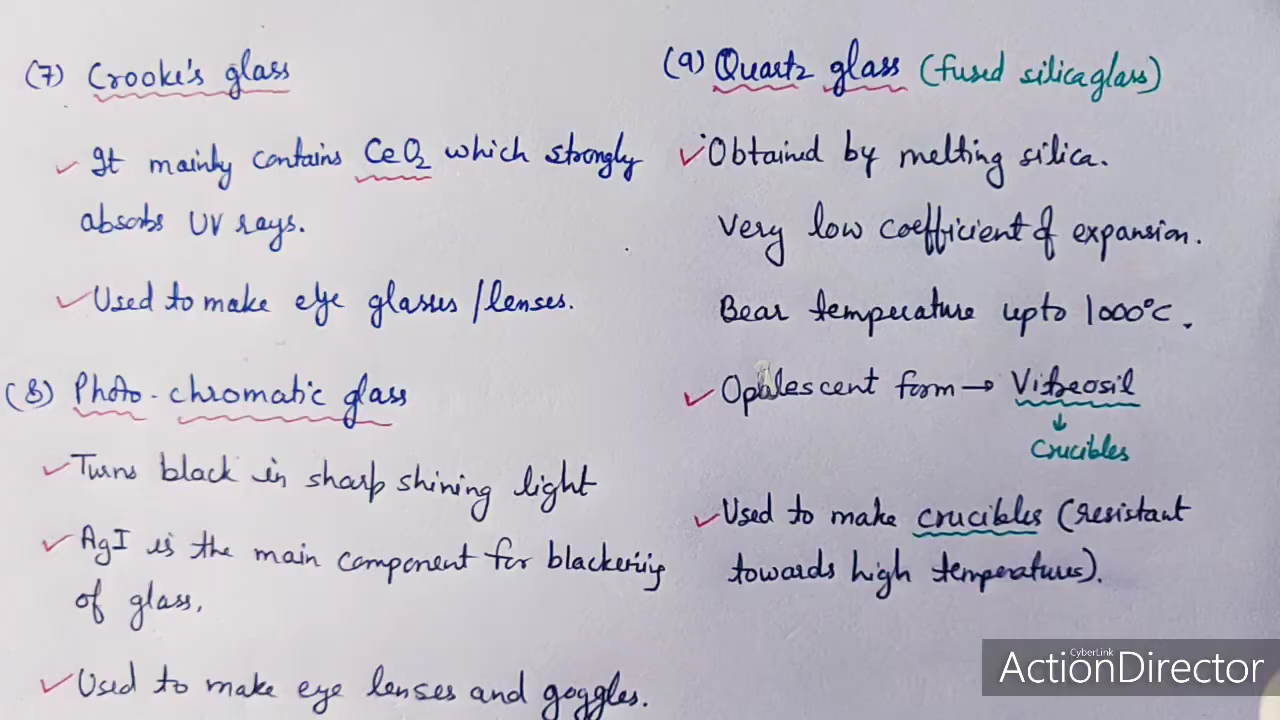 (7) Crooke's glass
✓ It mainly contains CeO2 which strongly
absorbs UV rays.
✓ Used to make eye glasses/lenses.
(8) Photo-chromatic glass
✓ Turns black in sharp shining light
✓ AgI is the main component for blackening
of glass.
✓ Used to make eye lenses and goggles.
(9) Quartz glass (fused silica glass)
✓ Obtained by melting silica.
Very low coefficient of expansion.
Bear temperature upto 1000°C.
✓ Opalescent form → Vitreosil
↓
Crucibles
✓ Used to make crucibles (resistant
towards high temperatures).
CyberLink
ActionDirector